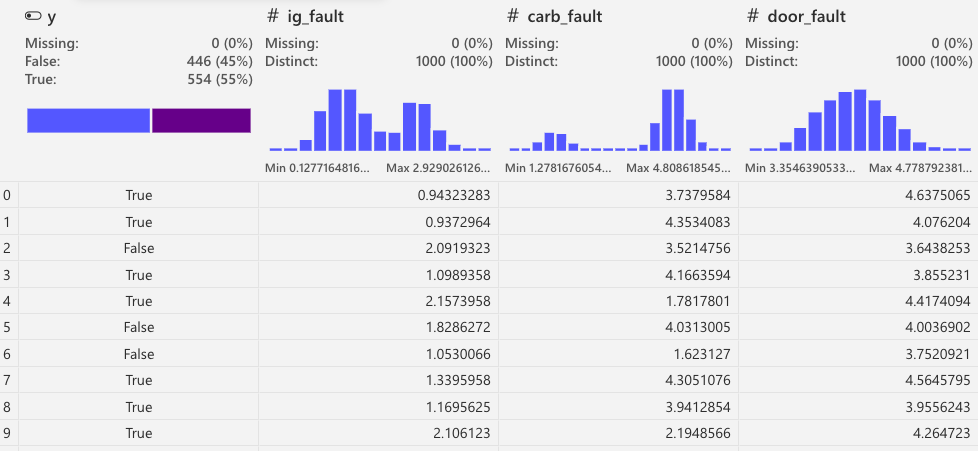 y # ig_fault # carb_fault # door_fault
Missing: 0 (0%) Missing: 0 (0%) Missing: 0 (0%) Missing: 0 (0%)
False: 446 (45%) Distinct: 1000 (100%) Distinct: 1000 (100%) Distinct: 1000 (100%)
True: 554 (55%)
Min 0.1277164816... Max 2.929026126... Min 1.2781676054... Max 4.808618545... Min 3.3546390533... Max 4.778792381...
0 True 0.94323283 3.7379584 4.6375065
1 True 0.9372964 4.3534083 4.076204
2 False 2.0919323 3.5214756 3.6438253
3 True 1.0989358 4.1663594 3.855231
4 True 2.1573958 1.7817801 4.4174094
5 False 1.8286272 4.0313005 4.0036902
6 False 1.0530066 1.623127 3.7520921
7 True 1.3395958 4.3051076 4.5645795
8 True 1.1695625 3.9412854 3.9556243
9 True 2.106123 2.1948566 4.264723